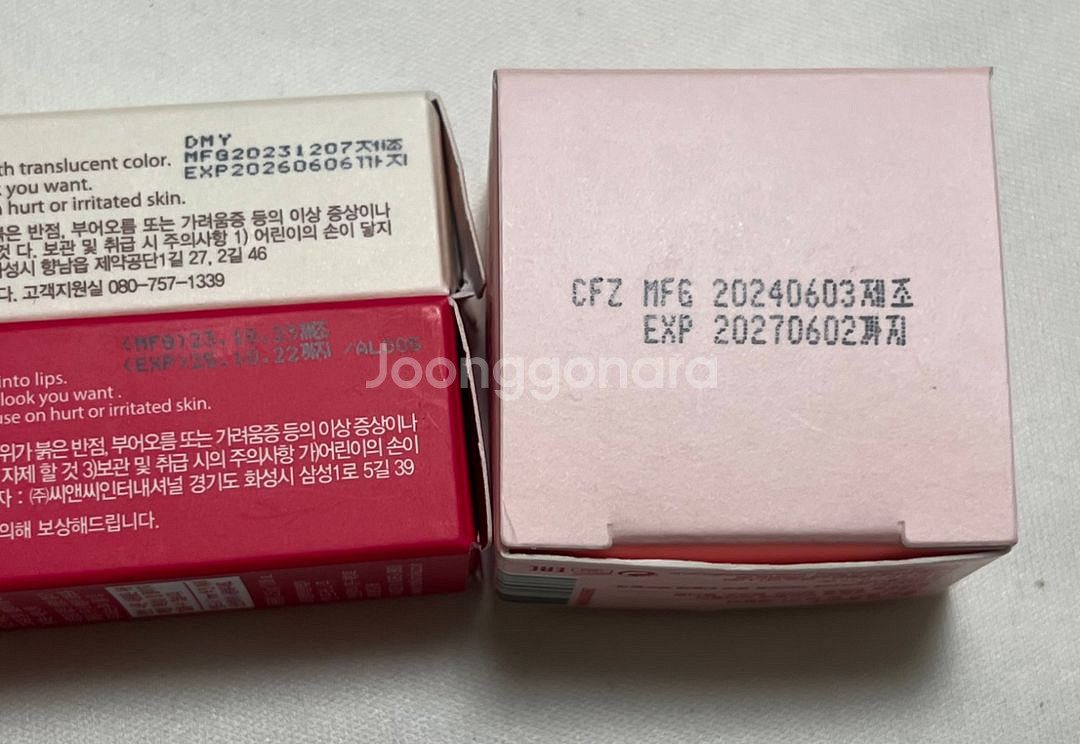 DMY
MFG20231207제조
EXP20260606까지
th translucent color.
you want.
hurt or irritated skin.
붉은 반점, 부어오름 또는 가려움증 등의 이상 증상이나
것 다. 보관 및 취급 시 주의사항 1) 어린이의 손이 닿지
화성시 향남읍 제약공단1길 27, 2길 46
다. 고객지원실 080-757-1339
(MFG)23.10.23제조
(EXP)26.10.22까지 /AL005
into lips.
look you want.
use on hurt or irritated skin.
위가 붉은 반점, 부어오름 또는 가려움증 등의 이상 증상이나
자제 할 것 3)보관 및 취급 시의 주의사항 가)어린이의 손이
자 : ㈜씨앤씨인터내셔널 경기도 화성시 삼성1로 5길 39
의해 보상해드립니다.
CFZ MFG 20240603제조
EXP 20270602까지
Joonggonara
EAC